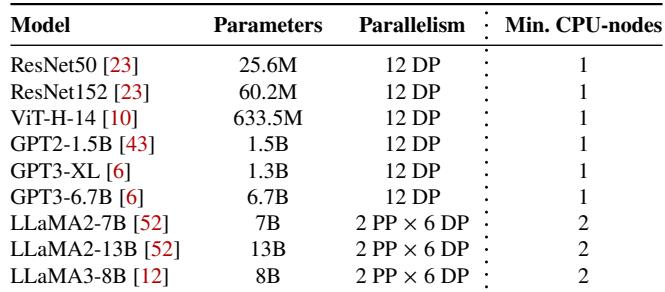 Model Parameters Parallelism Min. CPU-nodes
ResNet50 [23] 25.6M 12 DP 1
ResNet152 [23] 60.2M 12 DP 1
ViT-H-14 [10] 633.5M 12 DP 1
GPT2-1.5B [43] 1.5B 12 DP 1
GPT3-XL [6] 1.3B 12 DP 1
GPT3-6.7B [6] 6.7B 12 DP 1
LLaMA2-7B [52] 7B 2 PP × 6 DP 2
LLaMA2-13B [52] 13B 2 PP × 6 DP 2
LLaMA3-8B [12] 8B 2 PP × 6 DP 2